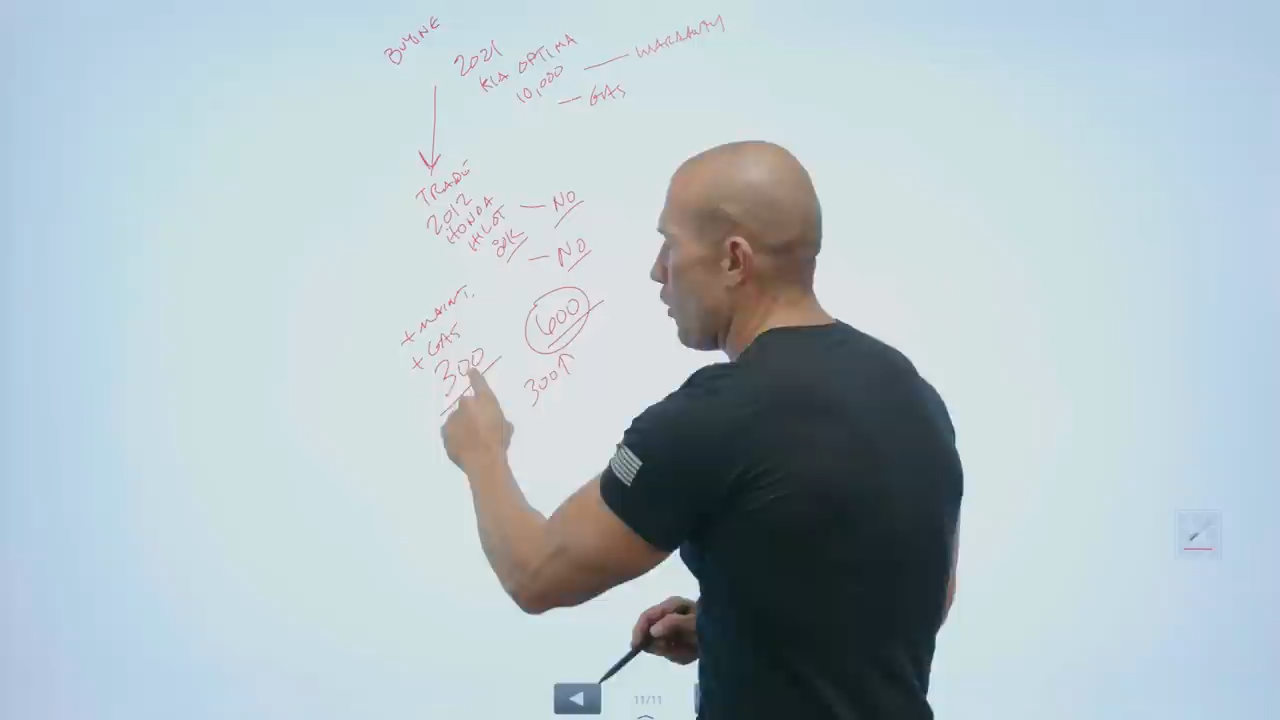 BUYING
2021
KIA OPTIMA
10,000 — WARRANTY
— GAS
TRADE
2012
HONDA
PILOT — NO
80K — NO
+ MAINT.
+ GAS
300
600
300↑
11/11